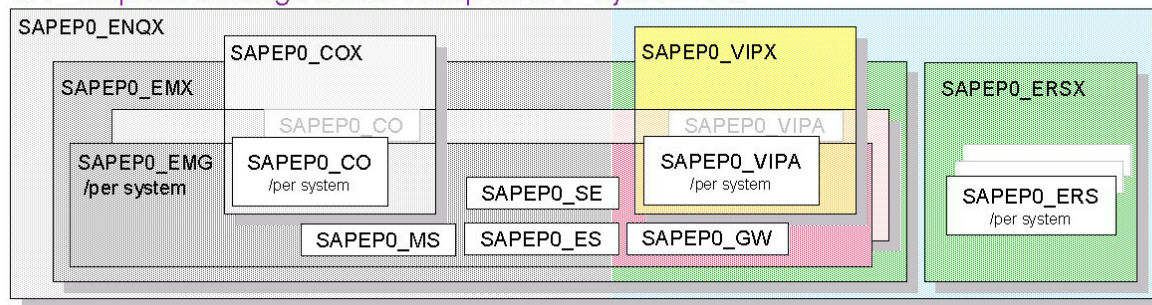 SAPEP0_ENQX
SAPEP0_COX
SAPEP0_VIPX
SAPEP0_EMX
SAPEP0_ERSX
SAPEP0_CO
SAPEP0_VIPA
SAPEP0_EMG
/per system
SAPEP0_CO
/per system
SAPEP0_VIPA
/per system
SAPEP0_SE
SAPEP0_ERS
/per system
SAPEP0_MS
SAPEP0_ES
SAPEP0_GW